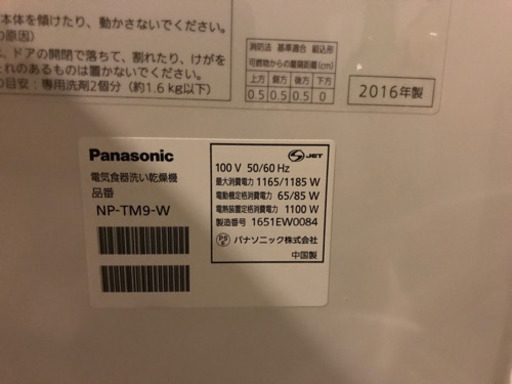 本体を傾けたり、動かさないでください。
の原因)
ドアの開閉で落ちて、割れたり、けがを
れのあるものは置かないでください
の目安：専用洗剤2個分（約1.6kg以下）
消防法 基準適合 組込形
可燃物からの離隔距離(cm)
上方 側方 後方 下方
0.5 0.5 0.5 0
2016年製
Panasonic
電気食器洗い乾燥機
品番
NP-TM9-W
S JET
100 V 50/60 Hz
最大消費電力 1165/1185 W
電動機定格消費電力 65/85 W
電熱装置定格消費電力 1100 W
製造番号 1651EW0084
PSE パナソニック株式会社
中国製